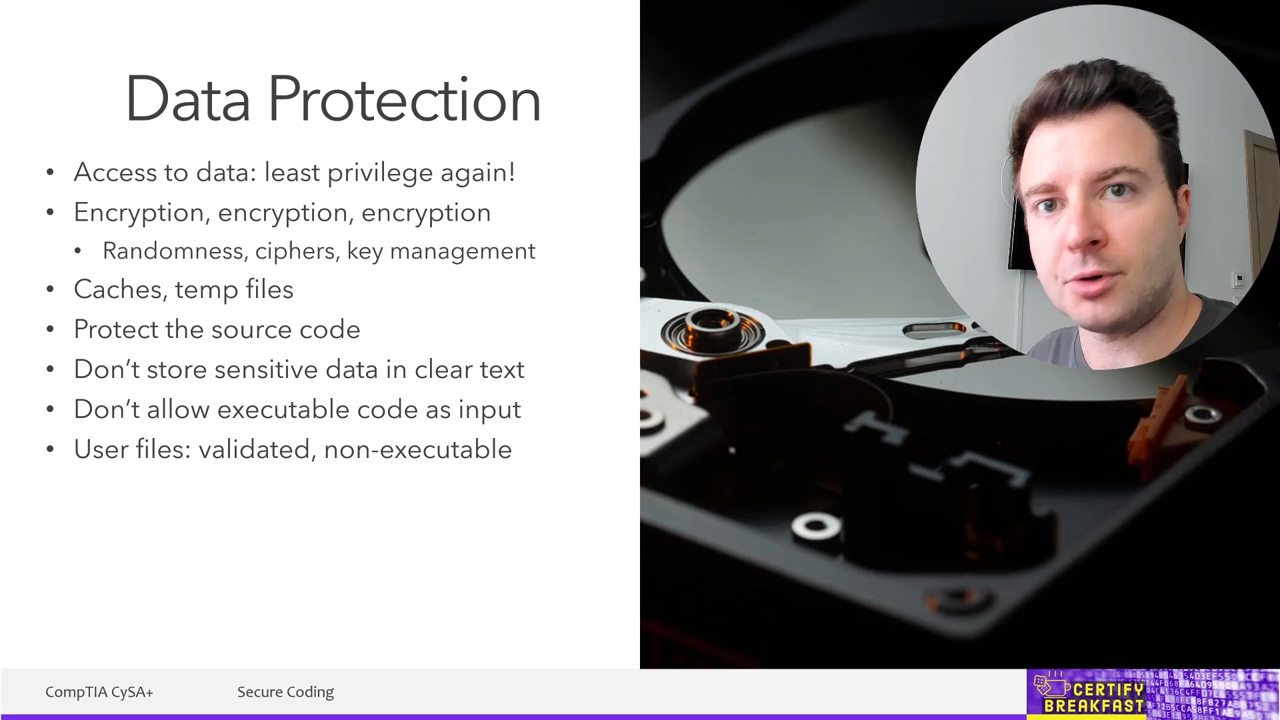 Data Protection
• Access to data: least privilege again!
• Encryption, encryption, encryption
• Randomness, ciphers, key management
• Caches, temp files
• Protect the source code
• Don’t store sensitive data in clear text
• Don’t allow executable code as input
• User files: validated, non-executable
CompTIA CySA+
Secure Coding
CERTIFY
BREAKFAST